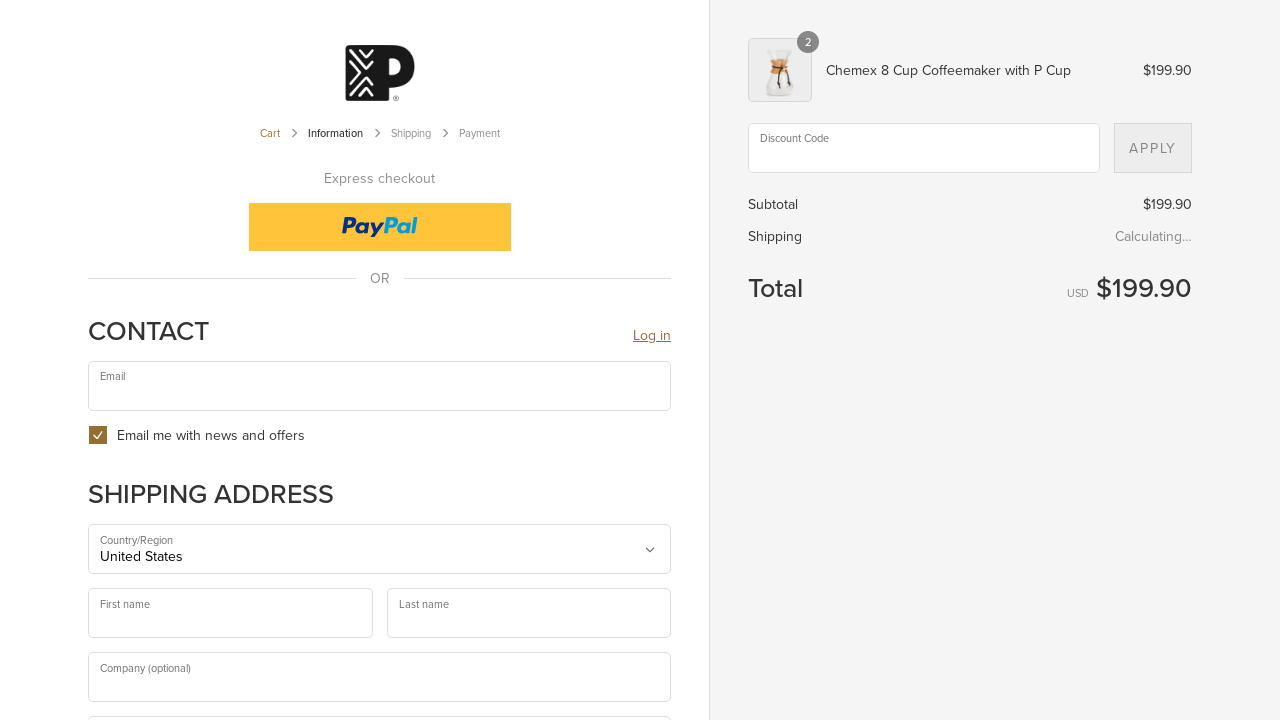 P
®
Cart > Information > Shipping > Payment
Express checkout
PayPal
OR
CONTACT
Log in
Email
Email me with news and offers
SHIPPING ADDRESS
Country/Region
United States
First name
Last name
Company (optional)
2
Chemex 8 Cup Coffeemaker with P Cup $199.90
Discount Code
APPLY
Subtotal $199.90
Shipping Calculating...
Total USD $199.90